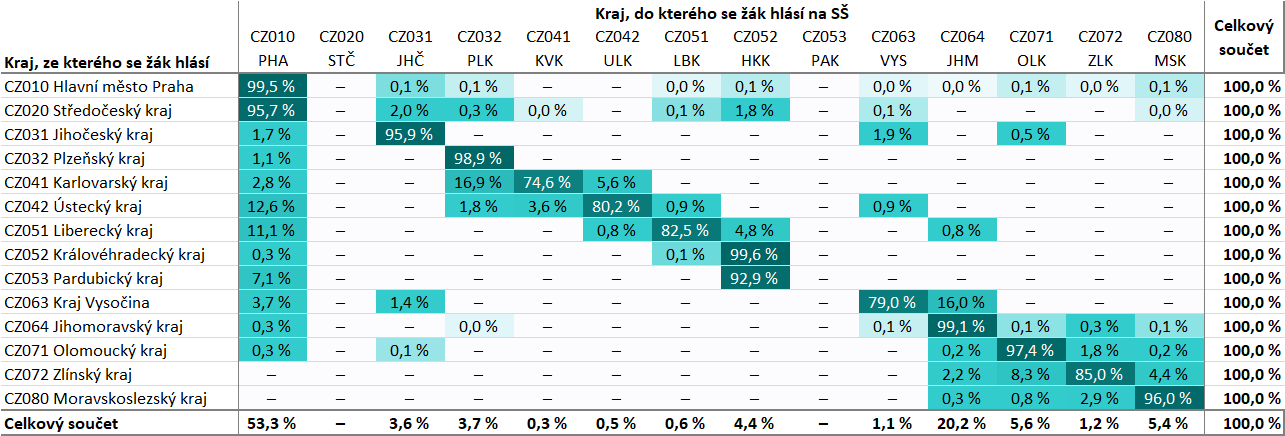 Kraj, do kterého se žák hlásí na SŠ
Kraj, ze kterého se žák hlásí CZ010 PHA CZ020 STČ CZ031 JHČ CZ032 PLK CZ041 KVK CZ042 ULK CZ051 LBK CZ052 HKK CZ053 PAK CZ063 VYS CZ064 JHM CZ071 OLK CZ072 ZLK CZ080 MSK Celkový součet
CZ010 Hlavní město Praha 99,5 % – 0,1 % 0,1 % – – 0,0 % 0,1 % – 0,0 % 0,0 % 0,1 % 0,0 % 0,1 % 100,0 %
CZ020 Středočeský kraj 95,7 % – 2,0 % 0,3 % 0,0 % – 0,1 % 1,8 % – 0,1 % – – – 0,0 % 100,0 %
CZ031 Jihočeský kraj 1,7 % – 95,9 % – – – – – – 1,9 % – 0,5 % – – 100,0 %
CZ032 Plzeňský kraj 1,1 % – – 98,9 % – – – – – – – – – – 100,0 %
CZ041 Karlovarský kraj 2,8 % – – 16,9 % 74,6 % 5,6 % – – – – – – – – 100,0 %
CZ042 Ústecký kraj 12,6 % – – 1,8 % 3,6 % 80,2 % 0,9 % – – 0,9 % – – – – 100,0 %
CZ051 Liberecký kraj 11,1 % – – – – 0,8 % 82,5 % 4,8 % – – 0,8 % – – – 100,0 %
CZ052 Královéhradecký kraj 0,3 % – – – – – 0,1 % 99,6 % – – – – – – 100,0 %
CZ053 Pardubický kraj 7,1 % – – – – – – 92,9 % – – – – – – 100,0 %
CZ063 Kraj Vysočina 3,7 % – 1,4 % – – – – – – 79,0 % 16,0 % – – – 100,0 %
CZ064 Jihomoravský kraj 0,3 % – – 0,0 % – – – – – 0,1 % 99,1 % 0,1 % 0,3 % 0,1 % 100,0 %
CZ071 Olomoucký kraj 0,3 % – 0,1 % – – – – – – – 0,2 % 97,4 % 1,8 % 0,2 % 100,0 %
CZ072 Zlínský kraj – – – – – – – – – – 2,2 % 8,3 % 85,0 % 4,4 % 100,0 %
CZ080 Moravskoslezský kraj – – – – – – – – – – 0,3 % 0,8 % 2,9 % 96,0 % 100,0 %
Celkový součet 53,3 % – 3,6 % 3,7 % 0,3 % 0,5 % 0,6 % 4,4 % – 1,1 % 20,2 % 5,6 % 1,2 % 5,4 % 100,0 %